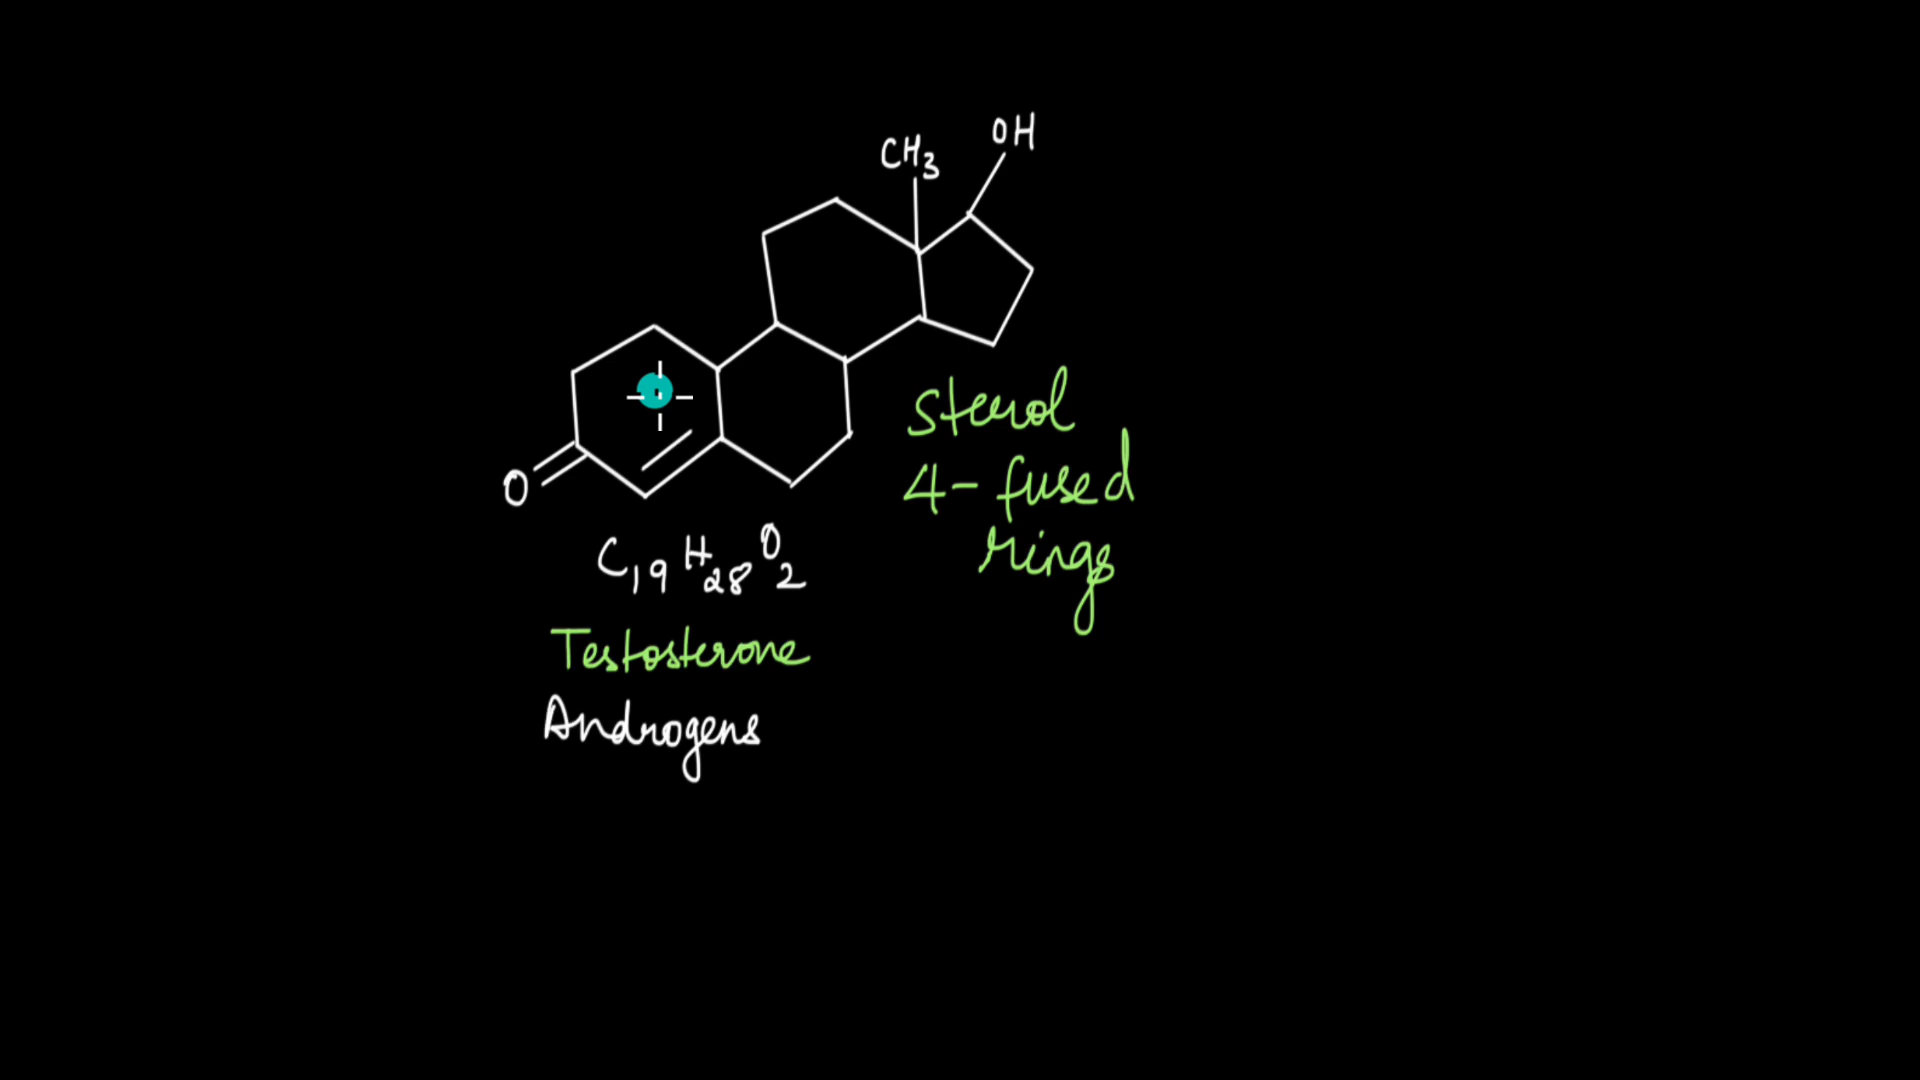 OH
CH3
O
sterol
4-fused
rings
C19H28O2
Testosterone
Androgens